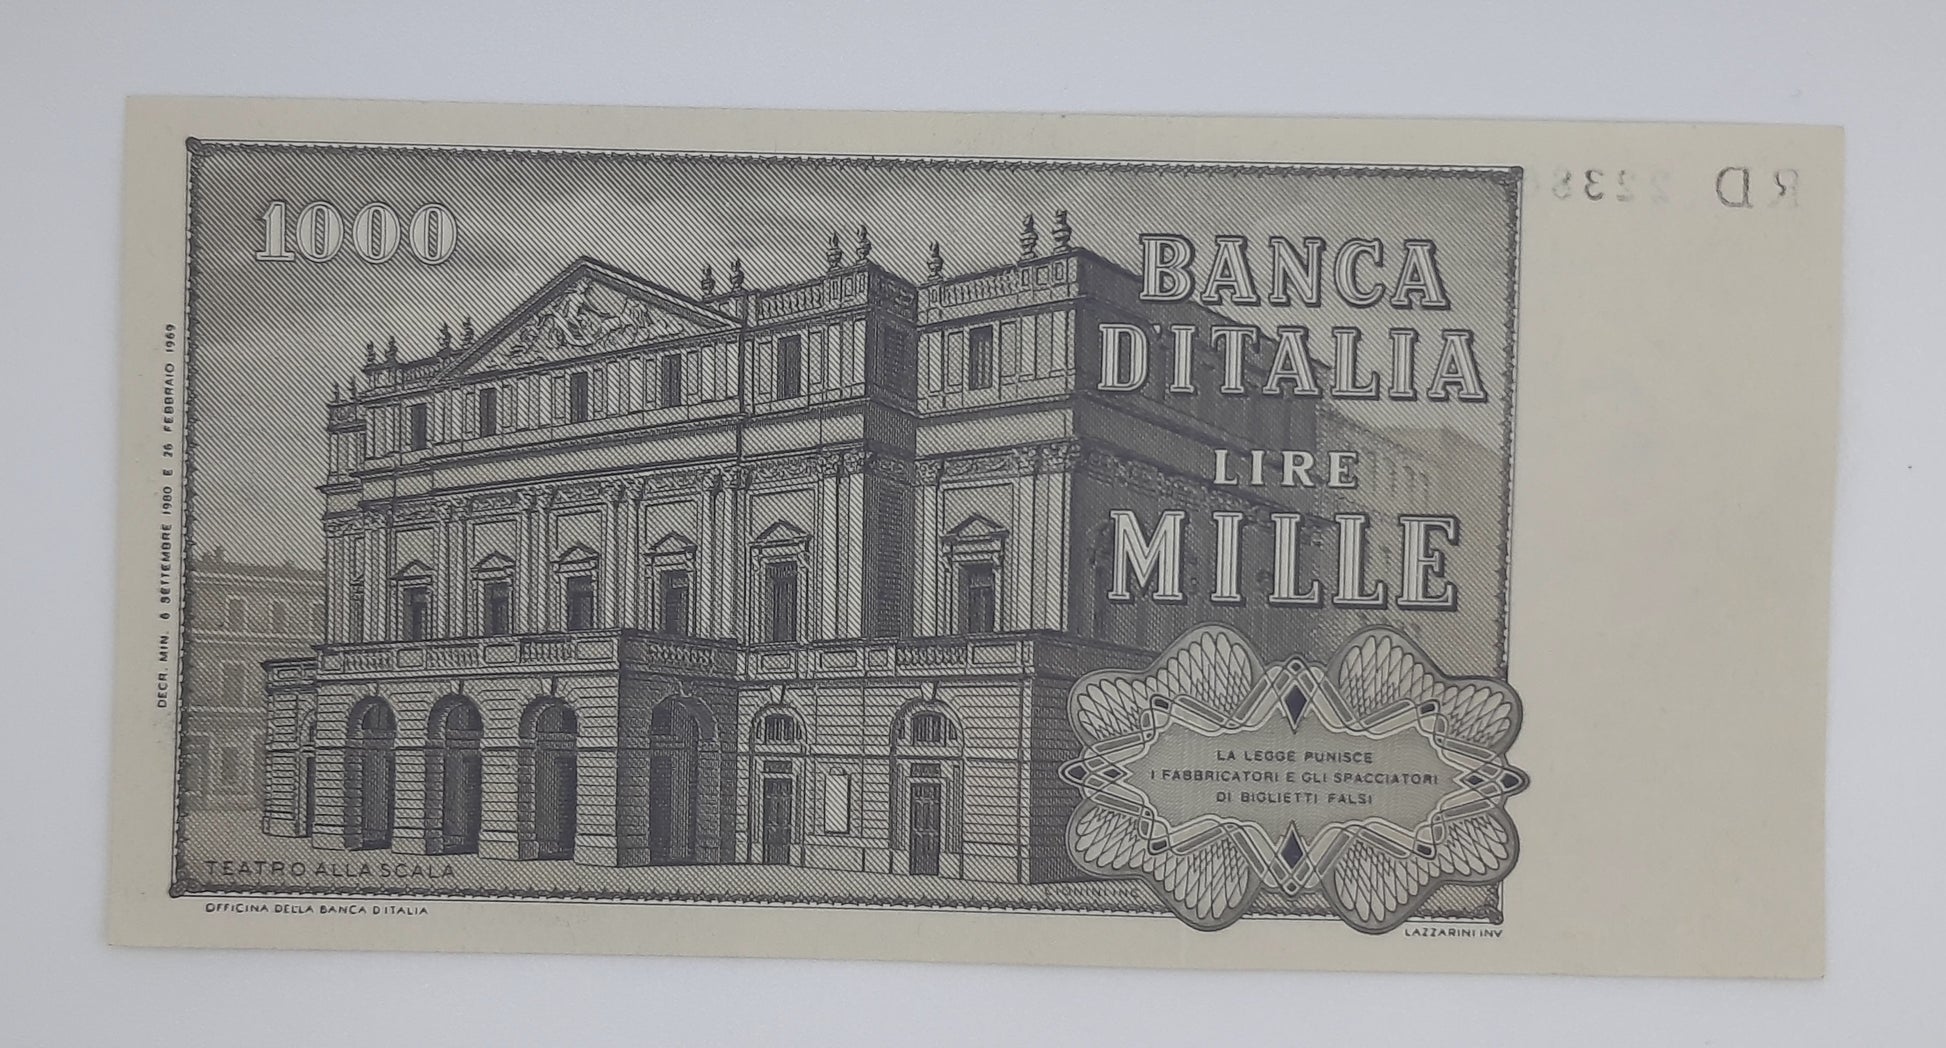 1000
BANCA
D'ITALIA
LIRE
MILLE
LA LEGGE PUNISCE
I FABBRICATORI E GLI SPACCIATORI
DI BIGLIETTI FALSI
DECR. MIN. 6 SETTEMBRE 1980 E 26 FEBBRAIO 1969
TEATRO ALLA SCALA
OFFICINA DELLA BANCA D'ITALIA
LAZZARINI INV
R D